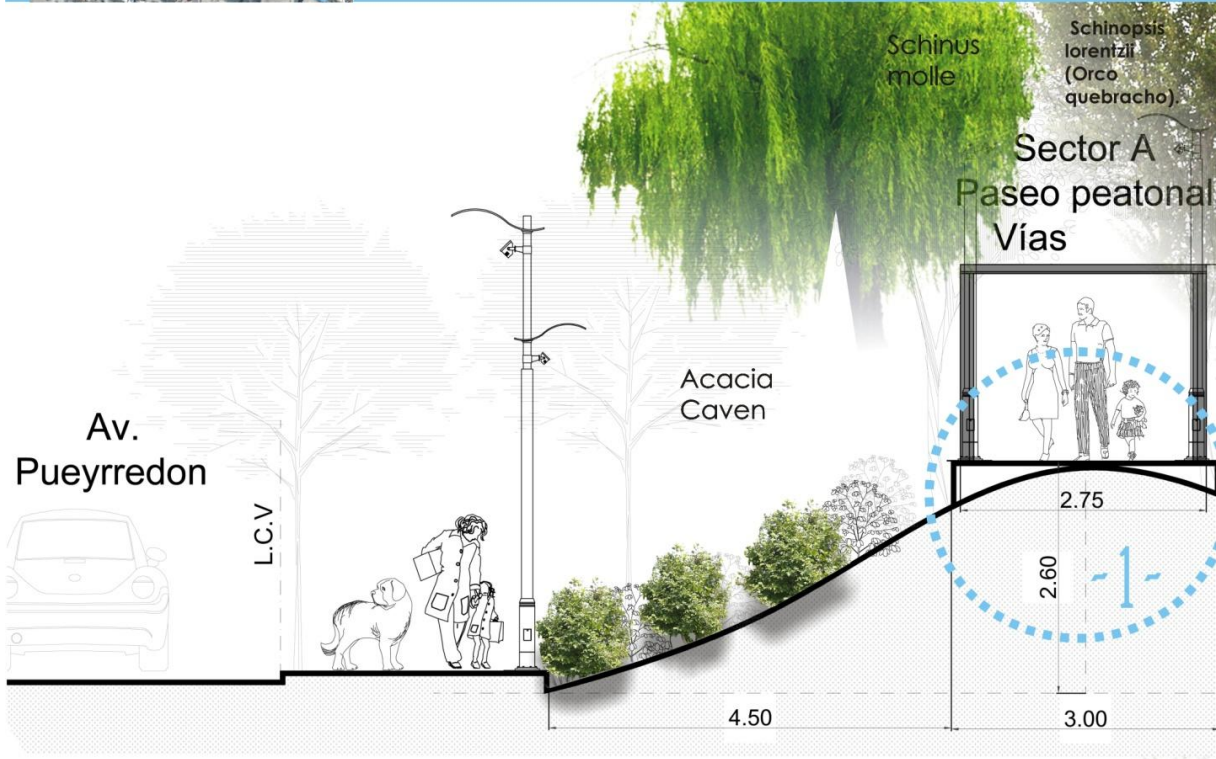 Schinus
molle
Schinopsis
lorentzii
(Orco
quebracho).
Sector A
Paseo peatonal
Vías
Acacia
Caven
Av.
Pueyrredon
L.C.V
2.75
2.60
-1-
4.50
3.00